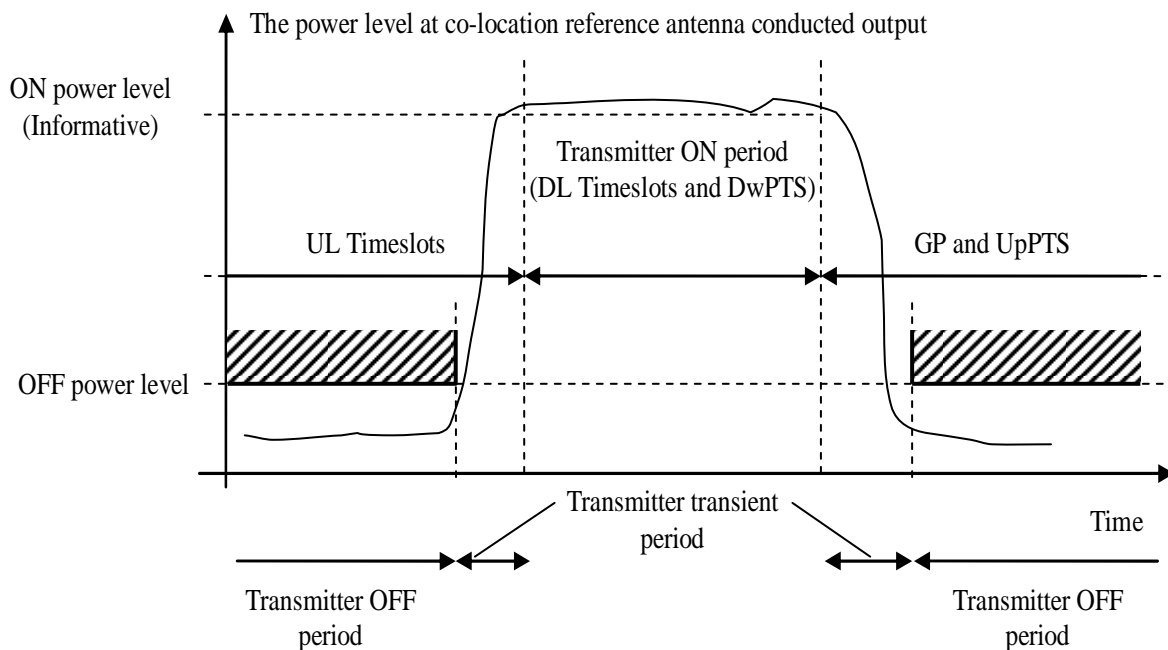 The power level at co-location reference antenna conducted output
ON power level
(Informative)
Transmitter ON period
(DL Timeslots and DwPTS)
UL Timeslots
GP and UpPTS
OFF power level
Transmitter transient
period
Time
Transmitter OFF
period
Transmitter OFF
period